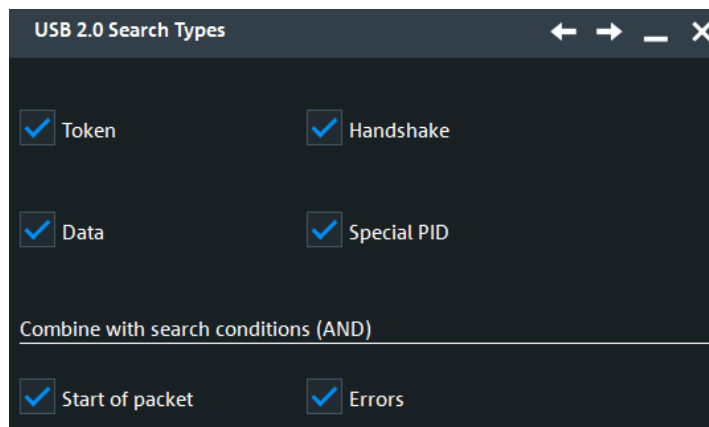 USB 2.0 Search Types
Token Handshake
Data Special PID
Combine with search conditions (AND)
Start of packet Errors